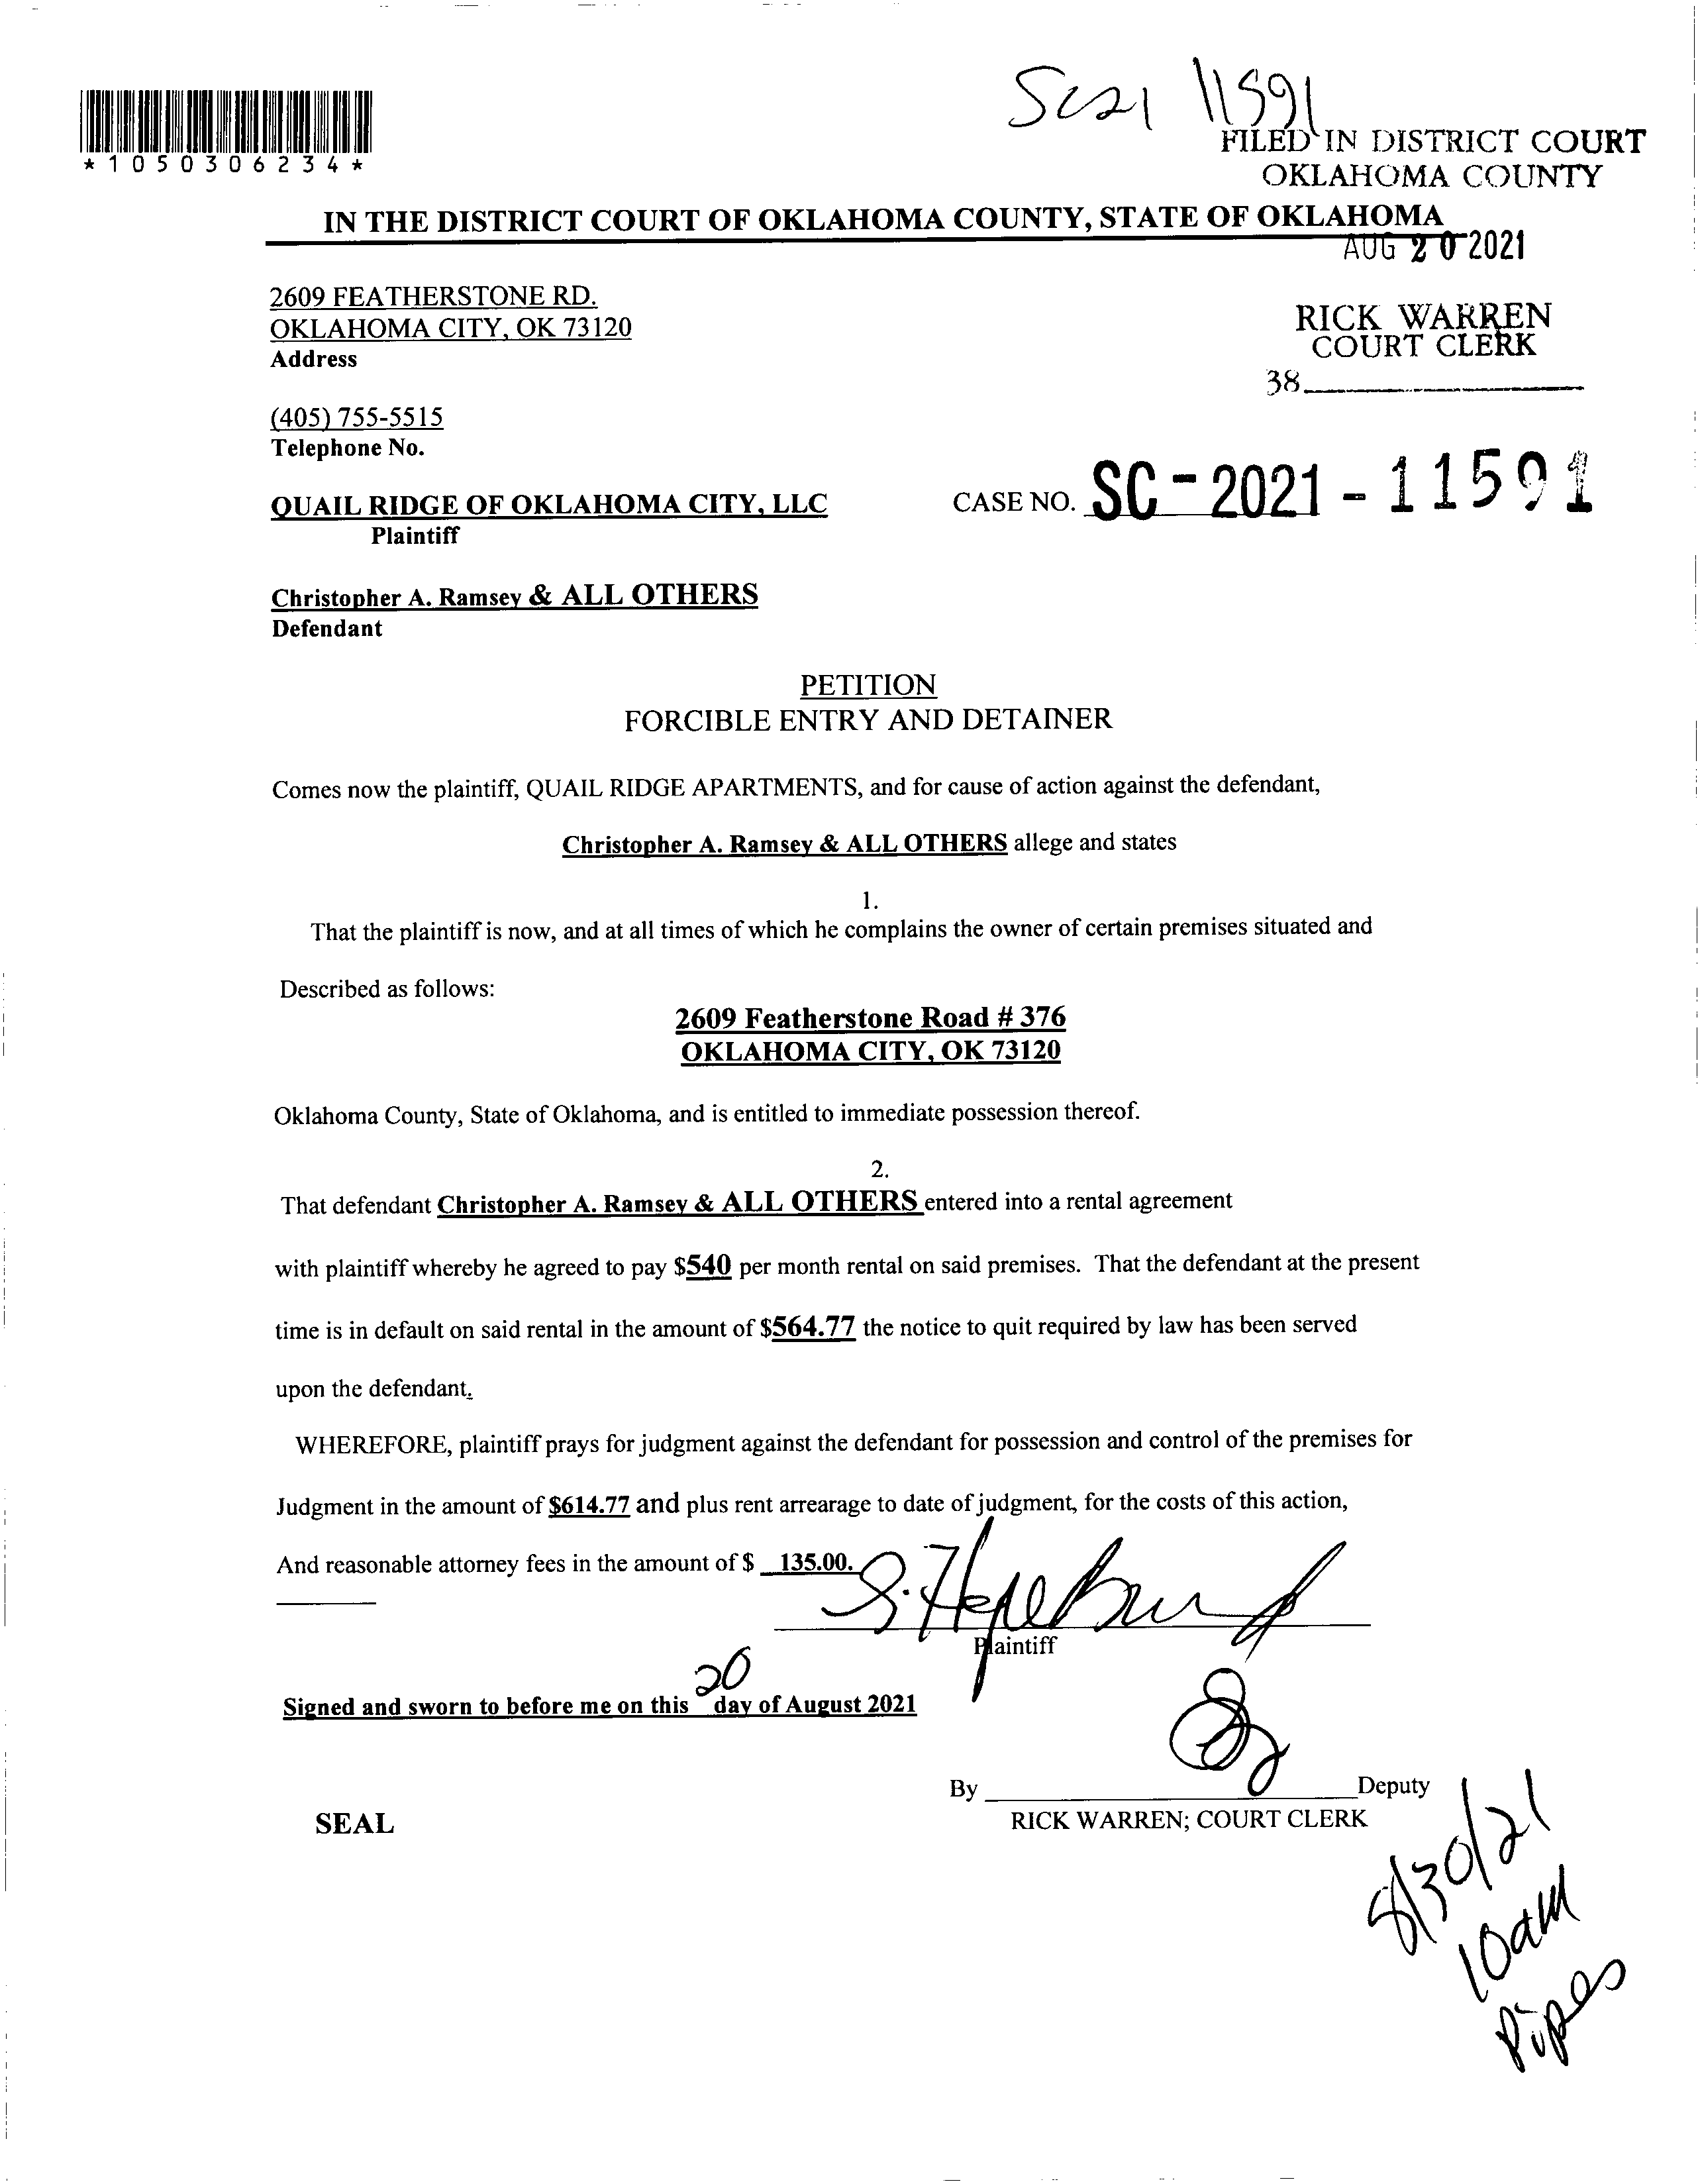 SC21 11591
*1050306234*
FILED IN DISTRICT COURT
OKLAHOMA COUNTY
IN THE DISTRICT COURT OF OKLAHOMA COUNTY, STATE OF OKLAHOMA
AUG 20 2021
2609 FEATHERSTONE RD.
OKLAHOMA CITY, OK 73120
Address
RICK WARREN
COURT CLERK
38
(405) 755-5515
Telephone No.
QUAIL RIDGE OF OKLAHOMA CITY, LLC
Plaintiff
CASE NO. SC-2021-11591
Christopher A. Ramsey & ALL OTHERS
Defendant
PETITION
FORCIBLE ENTRY AND DETAINER
Comes now the plaintiff, QUAIL RIDGE APARTMENTS, and for cause of action against the defendant,
Christopher A. Ramsey & ALL OTHERS allege and states
1.
That the plaintiff is now, and at all times of which he complains the owner of certain premises situated and
Described as follows:
2609 Featherstone Road # 376
OKLAHOMA CITY, OK 73120
Oklahoma County, State of Oklahoma, and is entitled to immediate possession thereof.
2.
That defendant Christopher A. Ramsey & ALL OTHERS entered into a rental agreement
with plaintiff whereby he agreed to pay $540 per month rental on said premises. That the defendant at the present
time is in default on said rental in the amount of $564.77 the notice to quit required by law has been served
upon the defendant.
WHEREFORE, plaintiff prays for judgment against the defendant for possession and control of the premises for
Judgment in the amount of $614.77 and plus rent arrearage to date of judgment, for the costs of this action,
And reasonable attorney fees in the amount of $ 135.00.
Plaintiff
Signed and sworn to before me on this 20 day of August 2021
By Deputy
RICK WARREN; COURT CLERK
SEAL
8/30/21
10am
Pipes